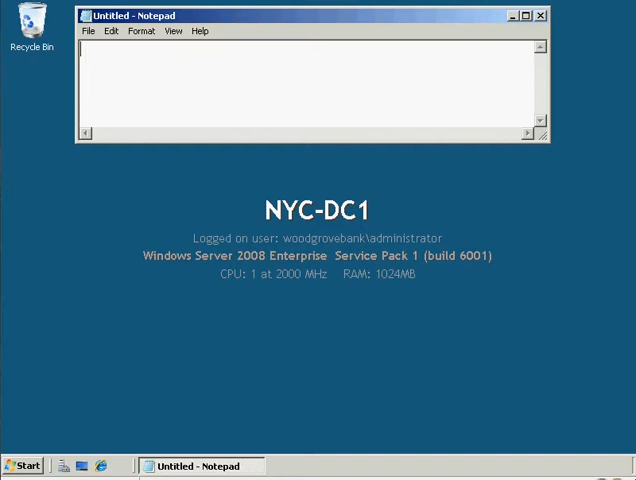 Untitled - Notepad
File Edit Format View Help
Recycle Bin
NYC-DC1
Logged on user: woodgrovebank\administrator
Windows Server 2008 Enterprise Service Pack 1 (build 6001)
CPU: 1 at 2000 MHz RAM: 1024MB
Start Untitled - Notepad